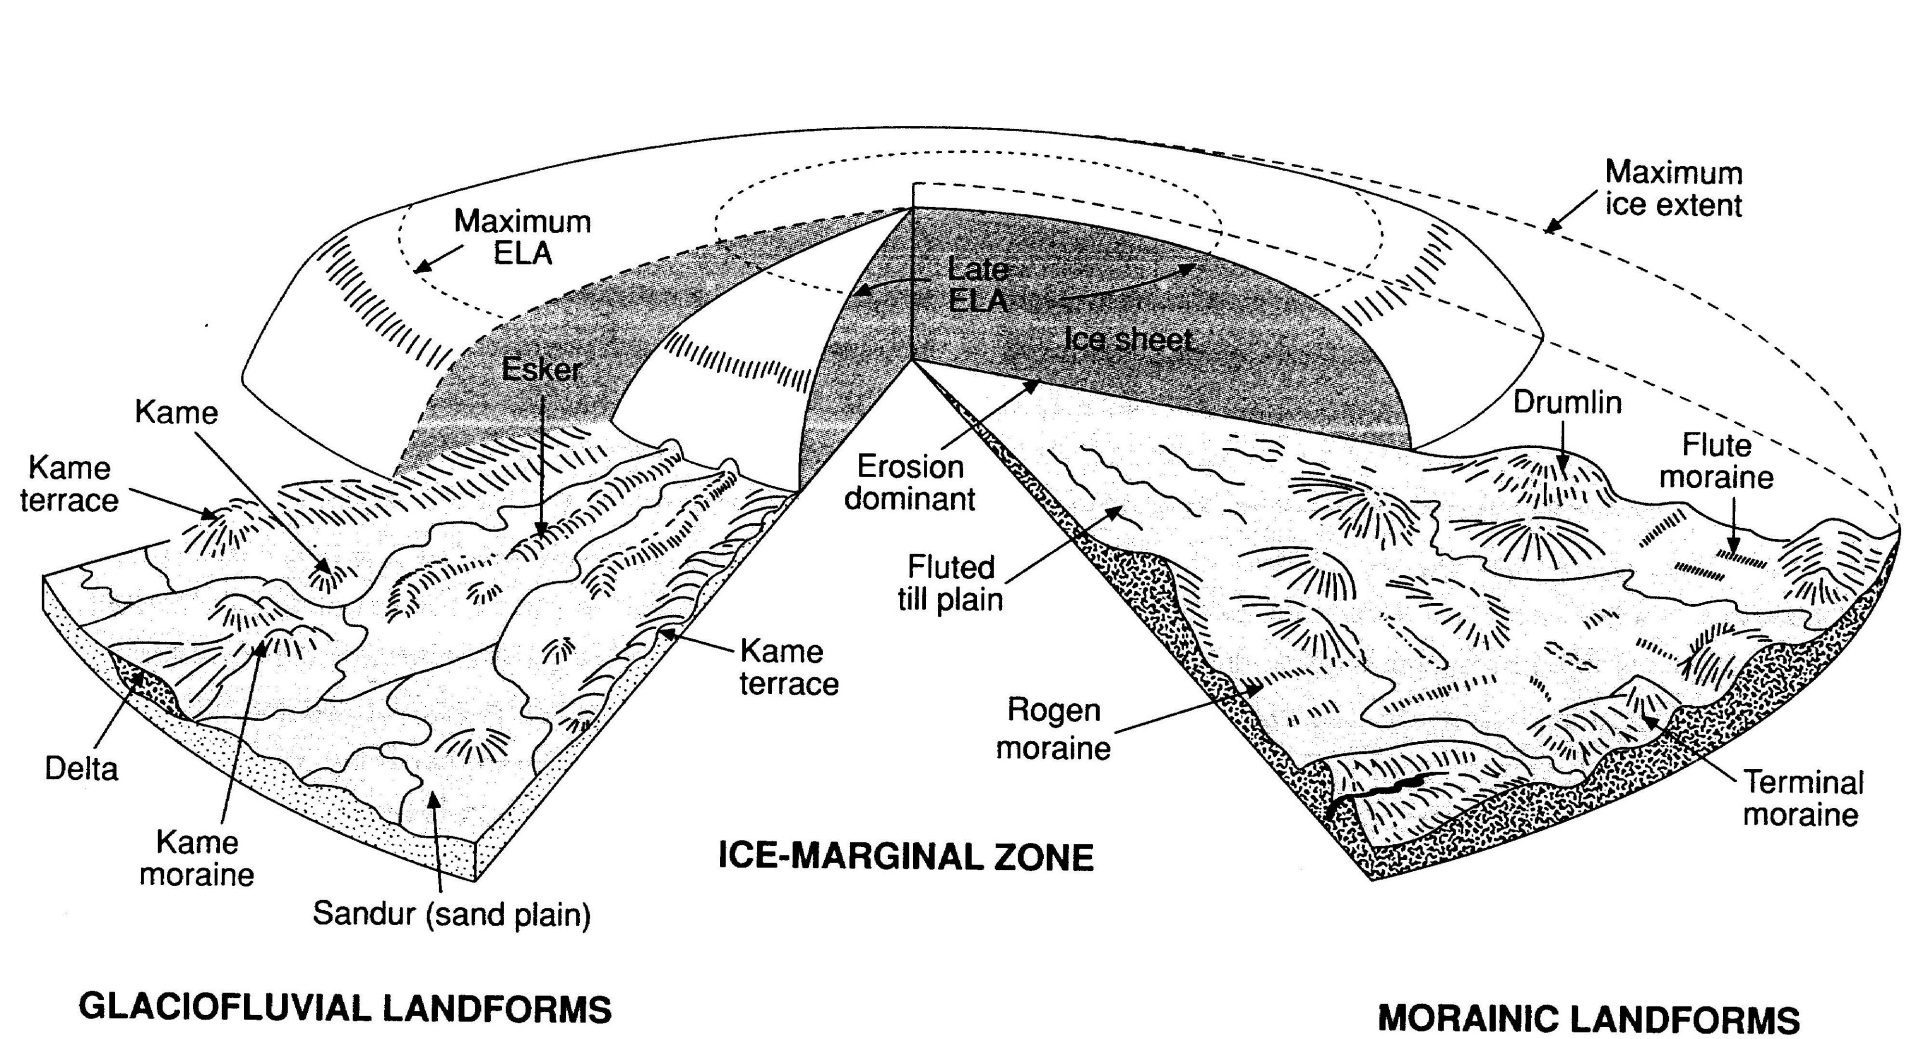 Maximum
ice extent
Maximum
ELA
Late
ELA
Ice sheet
Esker
Kame
Kame
terrace
Drumlin
Flute
moraine
Erosion
dominant
Fluted
till plain
Kame
terrace
Rogen
moraine
Delta
Terminal
moraine
Kame
moraine
Sandur (sand plain)
ICE-MARGINAL ZONE
GLACIOFLUVIAL LANDFORMS
MORAINIC LANDFORMS